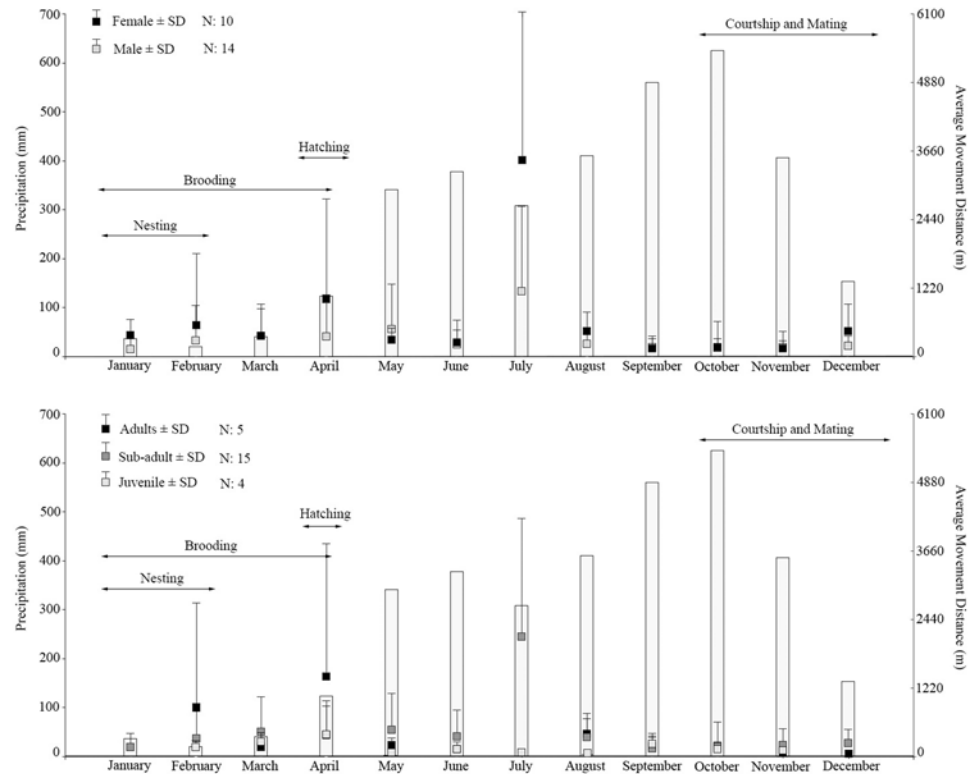 700
600
500
400
300
200
100
0
Precipitation (mm)
Female ± SD N: 10
Male ± SD N: 14
Nesting
Brooding
Hatching
Courtship and Mating
6100
4880
3660
2440
1220
0
Average Movement Distance (m)
January February March April May June July August September October November December
700
600
500
400
300
200
100
0
Precipitation (mm)
Adults ± SD N: 5
Sub-adult ± SD N: 15
Juvenile ± SD N: 4
Nesting
Brooding
Hatching
Courtship and Mating
6100
4880
3660
2440
1220
0
Average Movement Distance (m)
January February March April May June July August September October November December